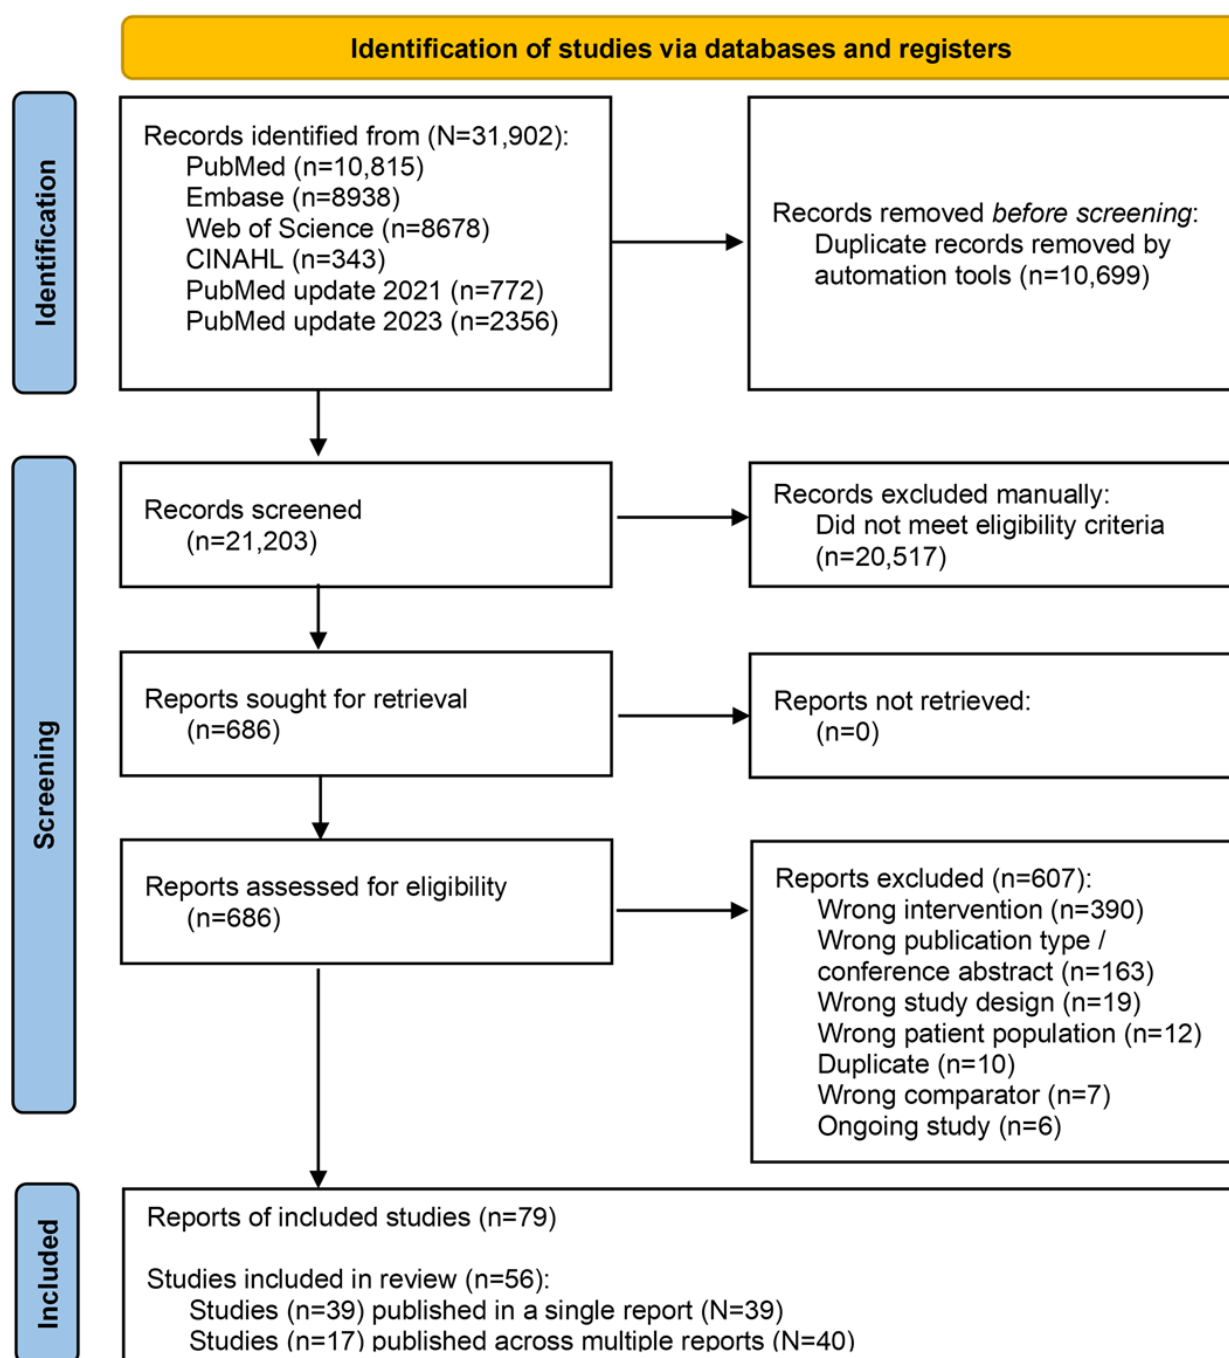 Identification of studies via databases and registers
Identification
Records identified from (N=31,902):
PubMed (n=10,815)
Embase (n=8938)
Web of Science (n=8678)
CINAHL (n=343)
PubMed update 2021 (n=772)
PubMed update 2023 (n=2356)
Records removed before screening:
Duplicate records removed by
automation tools (n=10,699)
Screening
Records screened
(n=21,203)
Records excluded manually:
Did not meet eligibility criteria
(n=20,517)
Reports sought for retrieval
(n=686)
Reports not retrieved:
(n=0)
Reports assessed for eligibility
(n=686)
Reports excluded (n=607):
Wrong intervention (n=390)
Wrong publication type /
conference abstract (n=163)
Wrong study design (n=19)
Wrong patient population (n=12)
Duplicate (n=10)
Wrong comparator (n=7)
Ongoing study (n=6)
Included
Reports of included studies (n=79)
Studies included in review (n=56):
Studies (n=39) published in a single report (N=39)
Studies (n=17) published across multiple reports (N=40)